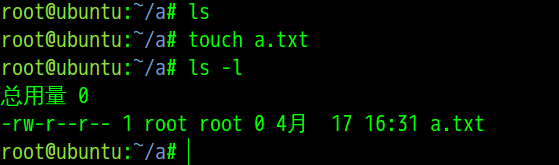 root@ubuntu:~/a# ls
root@ubuntu:~/a# touch a.txt
root@ubuntu:~/a# ls -l
总用量 0
-rw-r--r-- 1 root root 0 4月  17 16:31 a.txt
root@ubuntu:~/a#